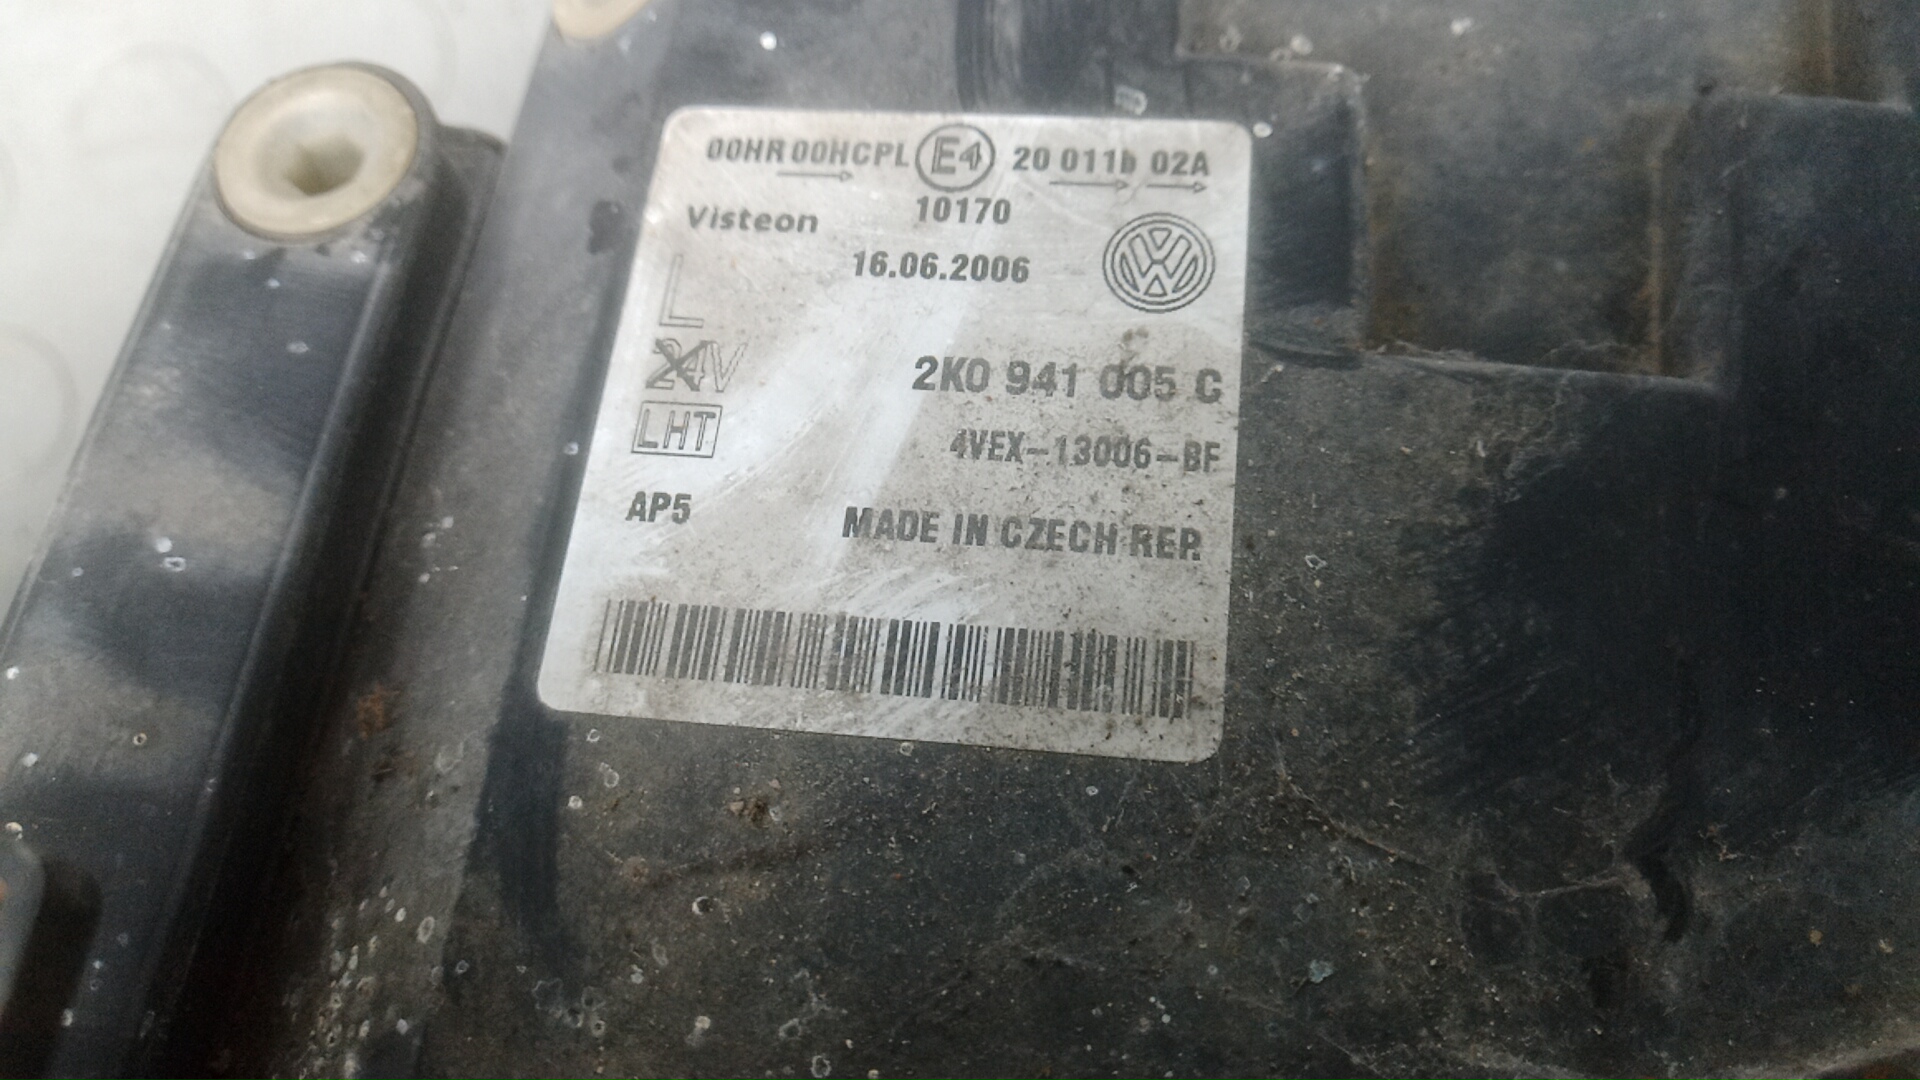 00HR 00HCPL E4 20 011b 02A
10170
Visteon
16.06.2006
L
24V
2K0 941 005 C
LHT
4VEX-13006-BF
AP5
MADE IN CZECH REP.